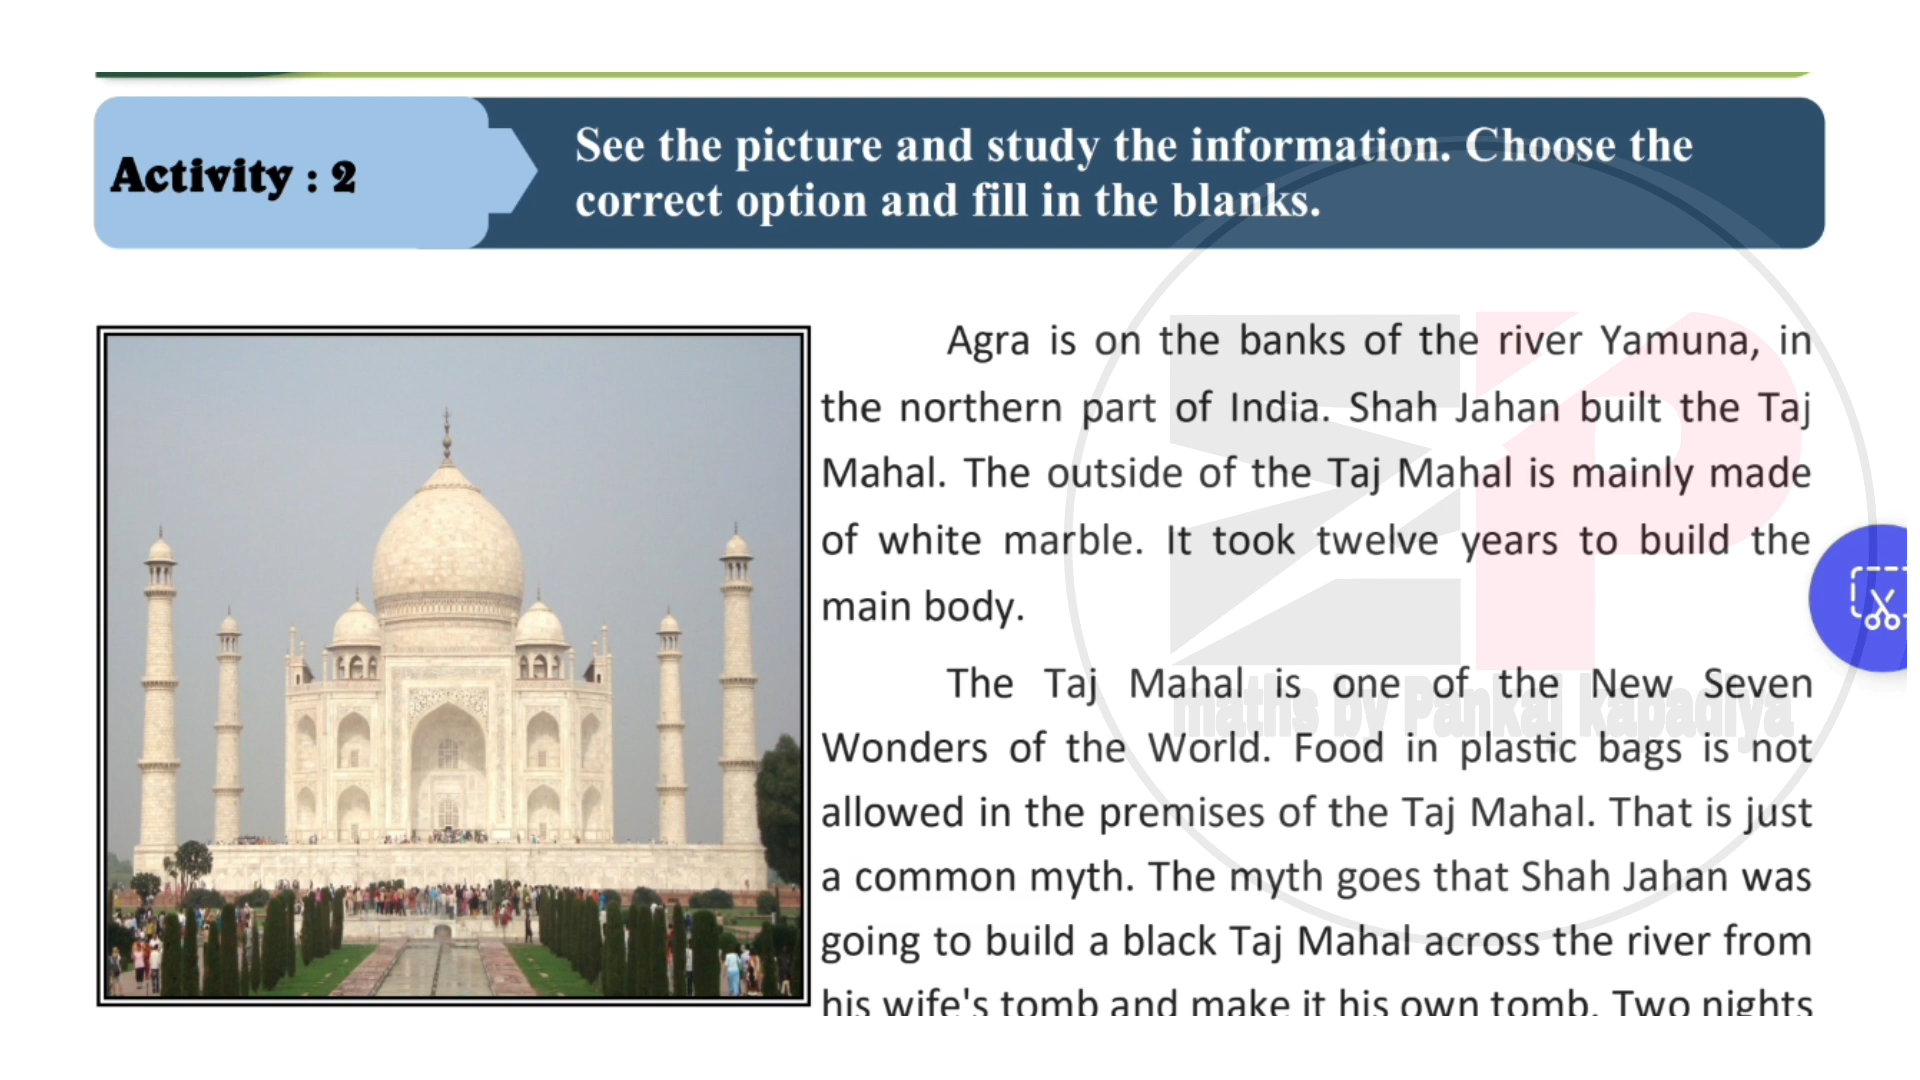 Activity : 2
See the picture and study the information. Choose the
correct option and fill in the blanks.
Agra is on the banks of the river Yamuna, in
the northern part of India. Shah Jahan built the Taj
Mahal. The outside of the Taj Mahal is mainly made
of white marble. It took twelve years to build the
main body.
The Taj Mahal is one of the New Seven
maths by Pankaj Kapadiya
Wonders of the World. Food in plastic bags is not
allowed in the premises of the Taj Mahal. That is just
a common myth. The myth goes that Shah Jahan was
going to build a black Taj Mahal across the river from
his wife's tomb and make it his own tomb. Two nights